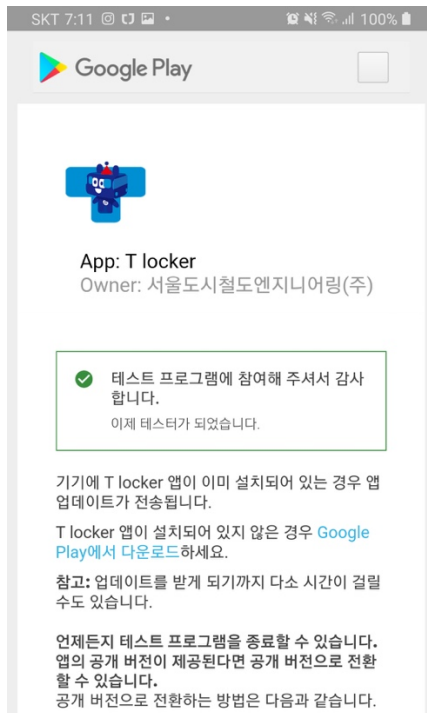 SKT 7:11
100%
Google Play
App: T locker
Owner: 서울도시철도엔지니어링(주)
테스트 프로그램에 참여해 주셔서 감사
합니다.
이제 테스터가 되었습니다.
기기에 T locker 앱이 이미 설치되어 있는 경우 앱
업데이트가 전송됩니다.
T locker 앱이 설치되어 있지 않은 경우 Google
Play에서 다운로드하세요.
참고: 업데이트를 받게 되기까지 다소 시간이 걸릴
수도 있습니다.
언제든지 테스트 프로그램을 종료할 수 있습니다.
앱의 공개 버전이 제공된다면 공개 버전으로 전환
할 수 있습니다.
공개 버전으로 전환하는 방법은 다음과 같습니다.